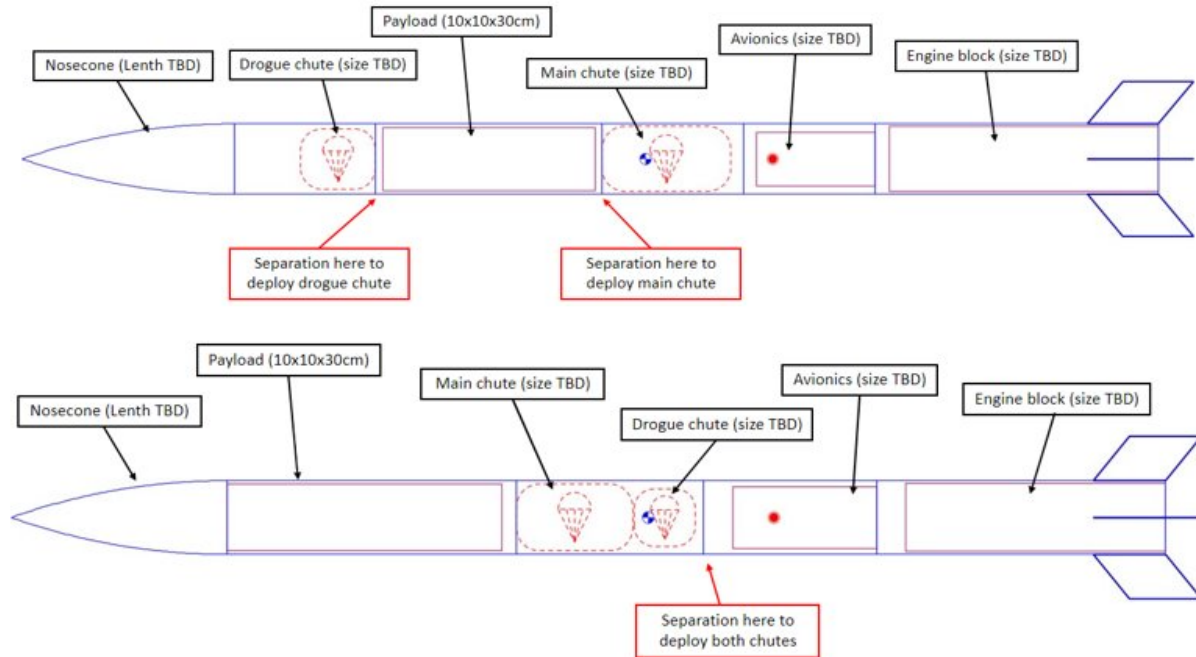 Payload (10x10x30cm)
Avionics (size TBD)
Nosecone (Lenth TBD)
Drogue chute (size TBD)
Main chute (size TBD)
Engine block (size TBD)
Separation here to
deploy drogue chute
Separation here to
deploy main chute
Payload (10x10x30cm)
Main chute (size TBD)
Avionics (size TBD)
Nosecone (Lenth TBD)
Drogue chute (size TBD)
Engine block (size TBD)
Separation here to
deploy both chutes